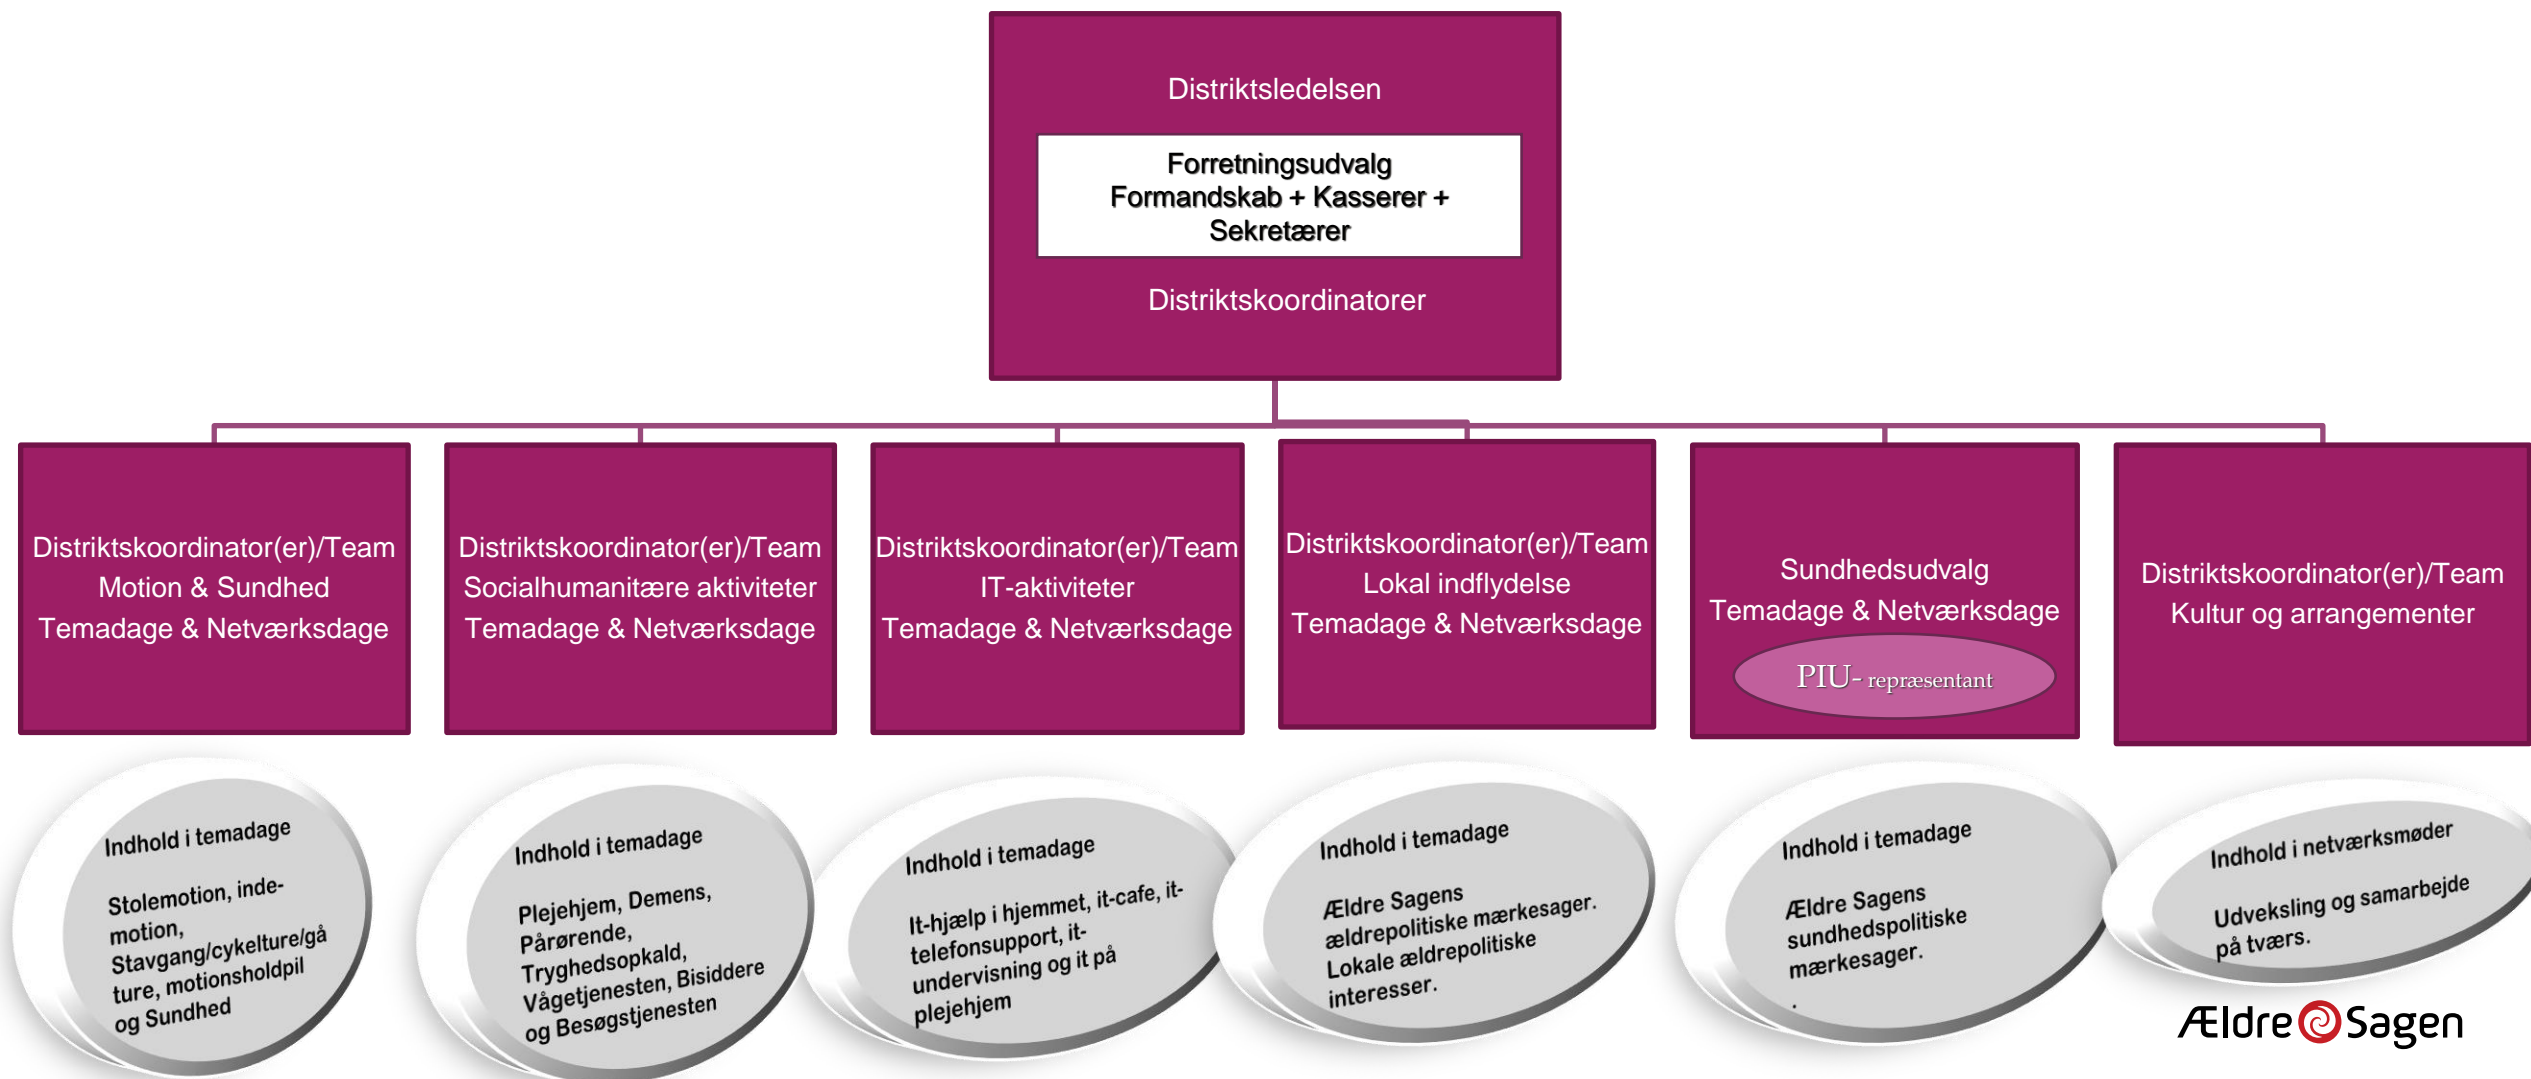 Distriktsledelsen
Forretningsudvalg
Formandskab + Kasserer +
Sekretærer
Distriktskoordinatorer
Distriktskoordinator(er)/Team
Motion & Sundhed
Temadage & Netværksdage
Distriktskoordinator(er)/Team
Socialhumanitære aktiviteter
Temadage & Netværksdage
Distriktskoordinator(er)/Team
IT-aktiviteter
Temadage & Netværksdage
Distriktskoordinator(er)/Team
Lokal indflydelse
Temadage & Netværksdage
Sundhedsudvalg
Temadage & Netværksdage
PIU- repræsentant
Distriktskoordinator(er)/Team
Kultur og arrangementer
Indhold i temadage
Stolemotion, inde-
motion,
Stavgang/cykelture/gå
ture, motionsholdpil
og Sundhed
Indhold i temadage
Plejehjem, Demens,
Pårørende,
Tryghedsopkald,
Vågetjenesten, Bisiddere
og Besøgstjenesten
Indhold i temadage
It-hjælp i hjemmet, it-cafe, it-
telefonsupport, it-
undervisning og it på
plejehjem
Indhold i temadage
Ældre Sagens
ældrepolitiske mærkesager.
Lokale ældrepolitiske
interesser.
Indhold i temadage
Ældre Sagens
sundhedspolitiske
mærkesager.
.
Indhold i netværksmøder
Udveksling og samarbejde
på tværs.
Ældre Sagen